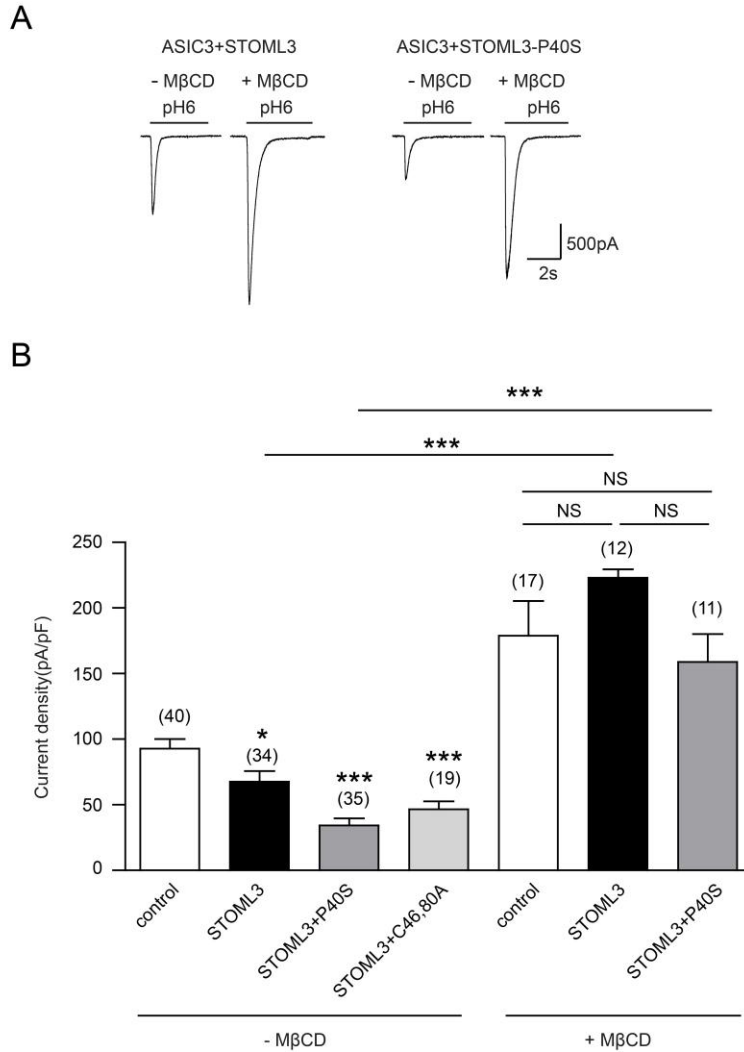 A
ASIC3+STOML3
ASIC3+STOML3-P40S
- MβCD
+ MβCD
- MβCD
+ MβCD
pH6
pH6
pH6
pH6
500pA
2s
B
***
***
NS
NS
NS
Current density(pA/pF)
250
200
150
100
50
0
(40)
*
(34)
***
(35)
***
(19)
(17)
(12)
(11)
control
STOML3
STOML3+P40S
STOML3+C46,80A
control
STOML3
STOML3+P40S
- MβCD
+ MβCD